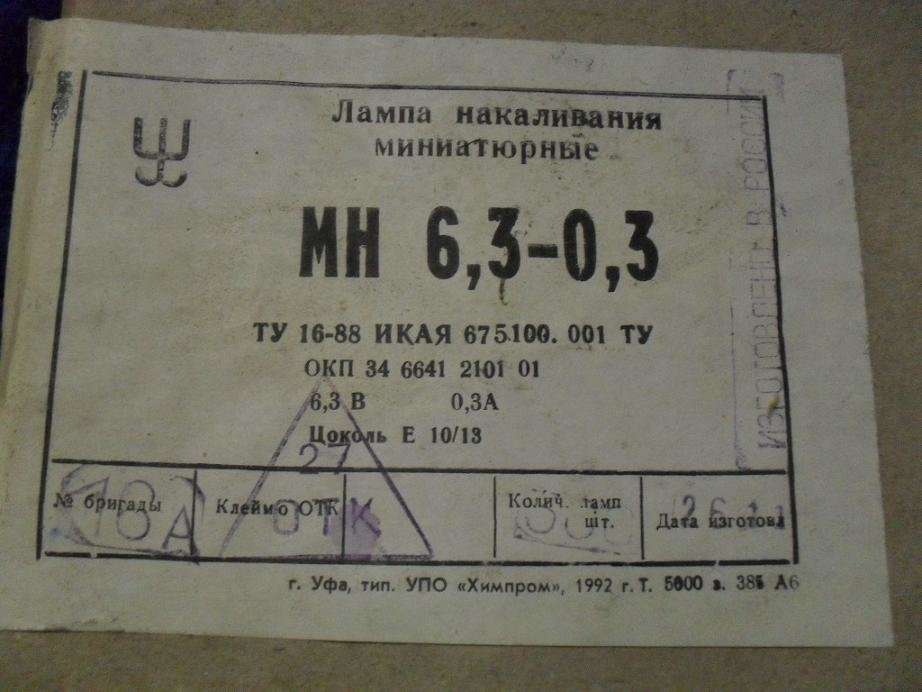 Лампа накаливания
миниатюрные
МН 6,3-0,3
ТУ 16-88 ИКАЯ 675100. 001 ТУ
ОКП 34 6641 2101 01
6,3 В 0,3А
Цоколь Е 10/13
ИЗГОТОВЛЕНО В РОССИИ
27
№ бригады
Клеймо ОТК
Колич. ламп
шт.
Дата изготов
18 А
ОТК
г. Уфа, тип. УПО «Химпром», 1992 г. Т. 5000 з. 385 А6